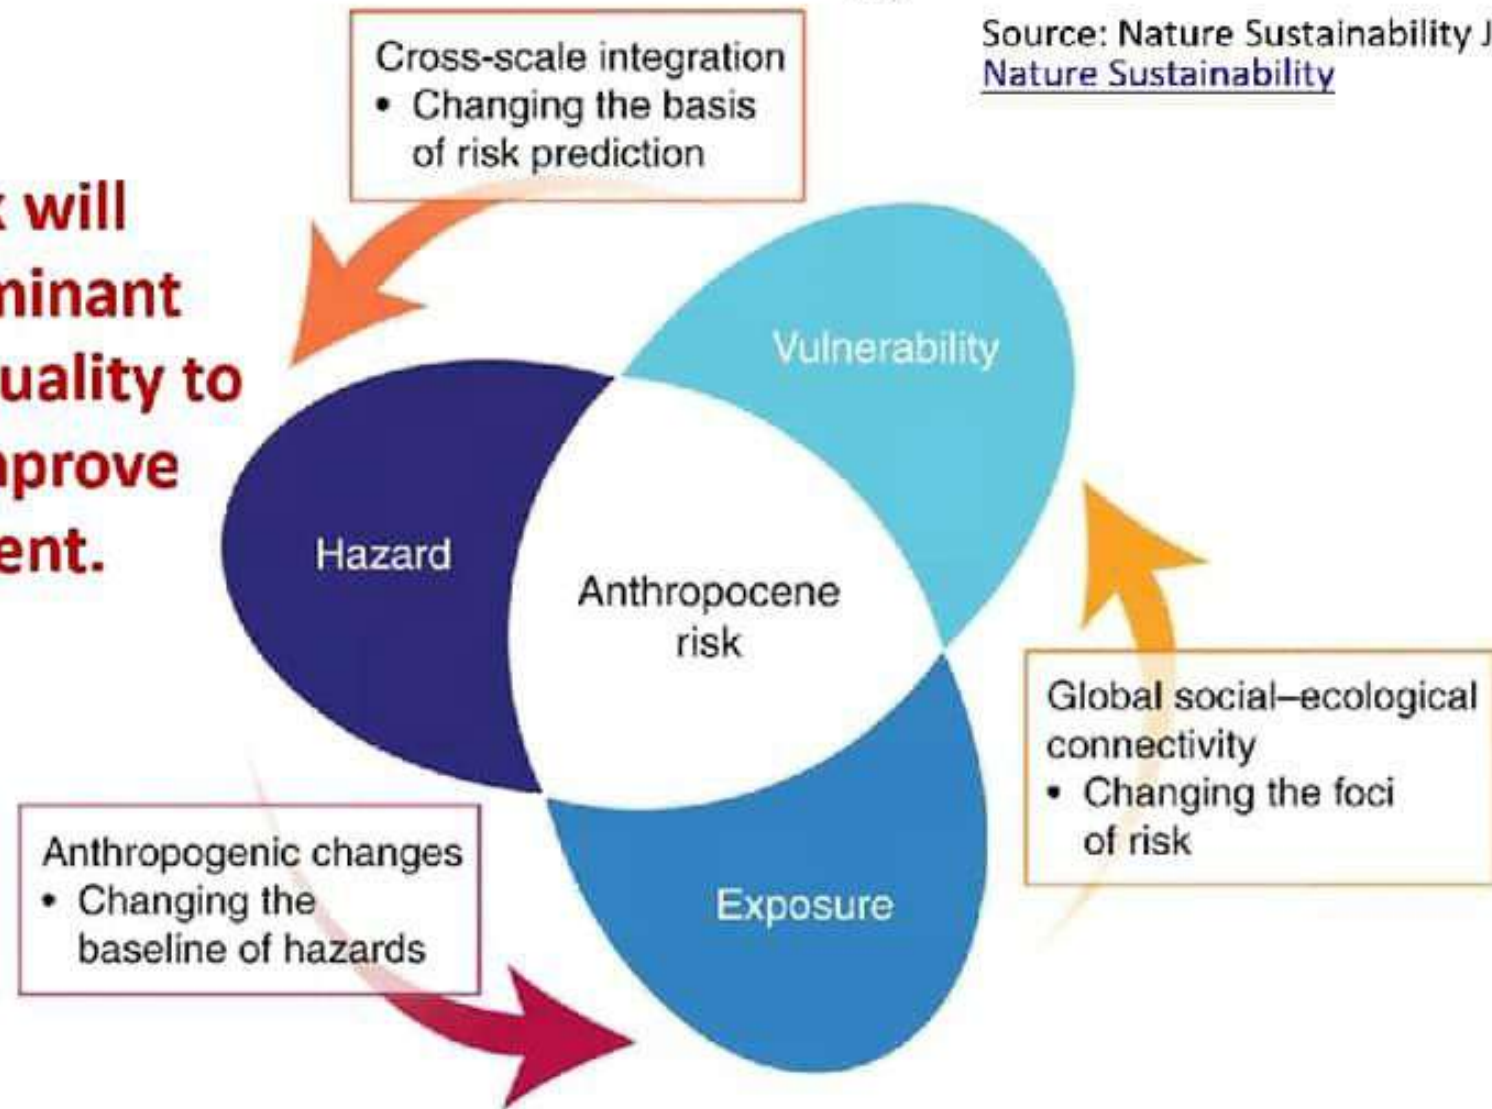 Source: Nature Sustainability J
Nature Sustainability
Cross-scale integration
• Changing the basis
of risk prediction
will
minant
uality to
prove
ent.
Vulnerability
Hazard
Anthropocene
risk
Global social–ecological
connectivity
• Changing the foci
of risk
Anthropogenic changes
• Changing the
baseline of hazards
Exposure